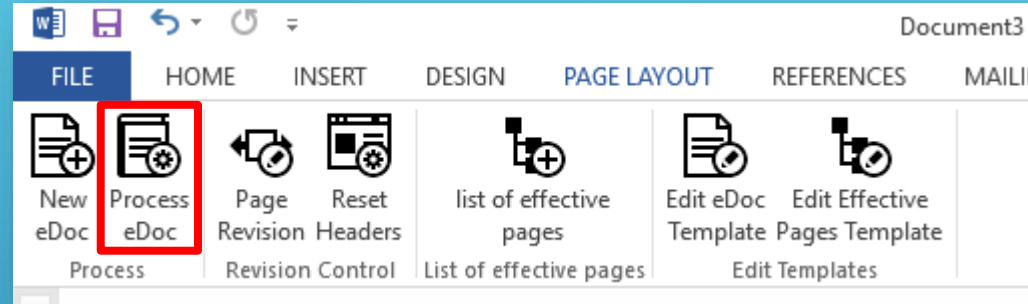 Document3
FILE HOME INSERT DESIGN PAGE LAYOUT REFERENCES
New Process Page Reset list of effective Edit eDoc Edit Effective
eDoc eDoc Revision Headers pages Template Pages Template
Process Revision Control List of effective pages Edit Templates